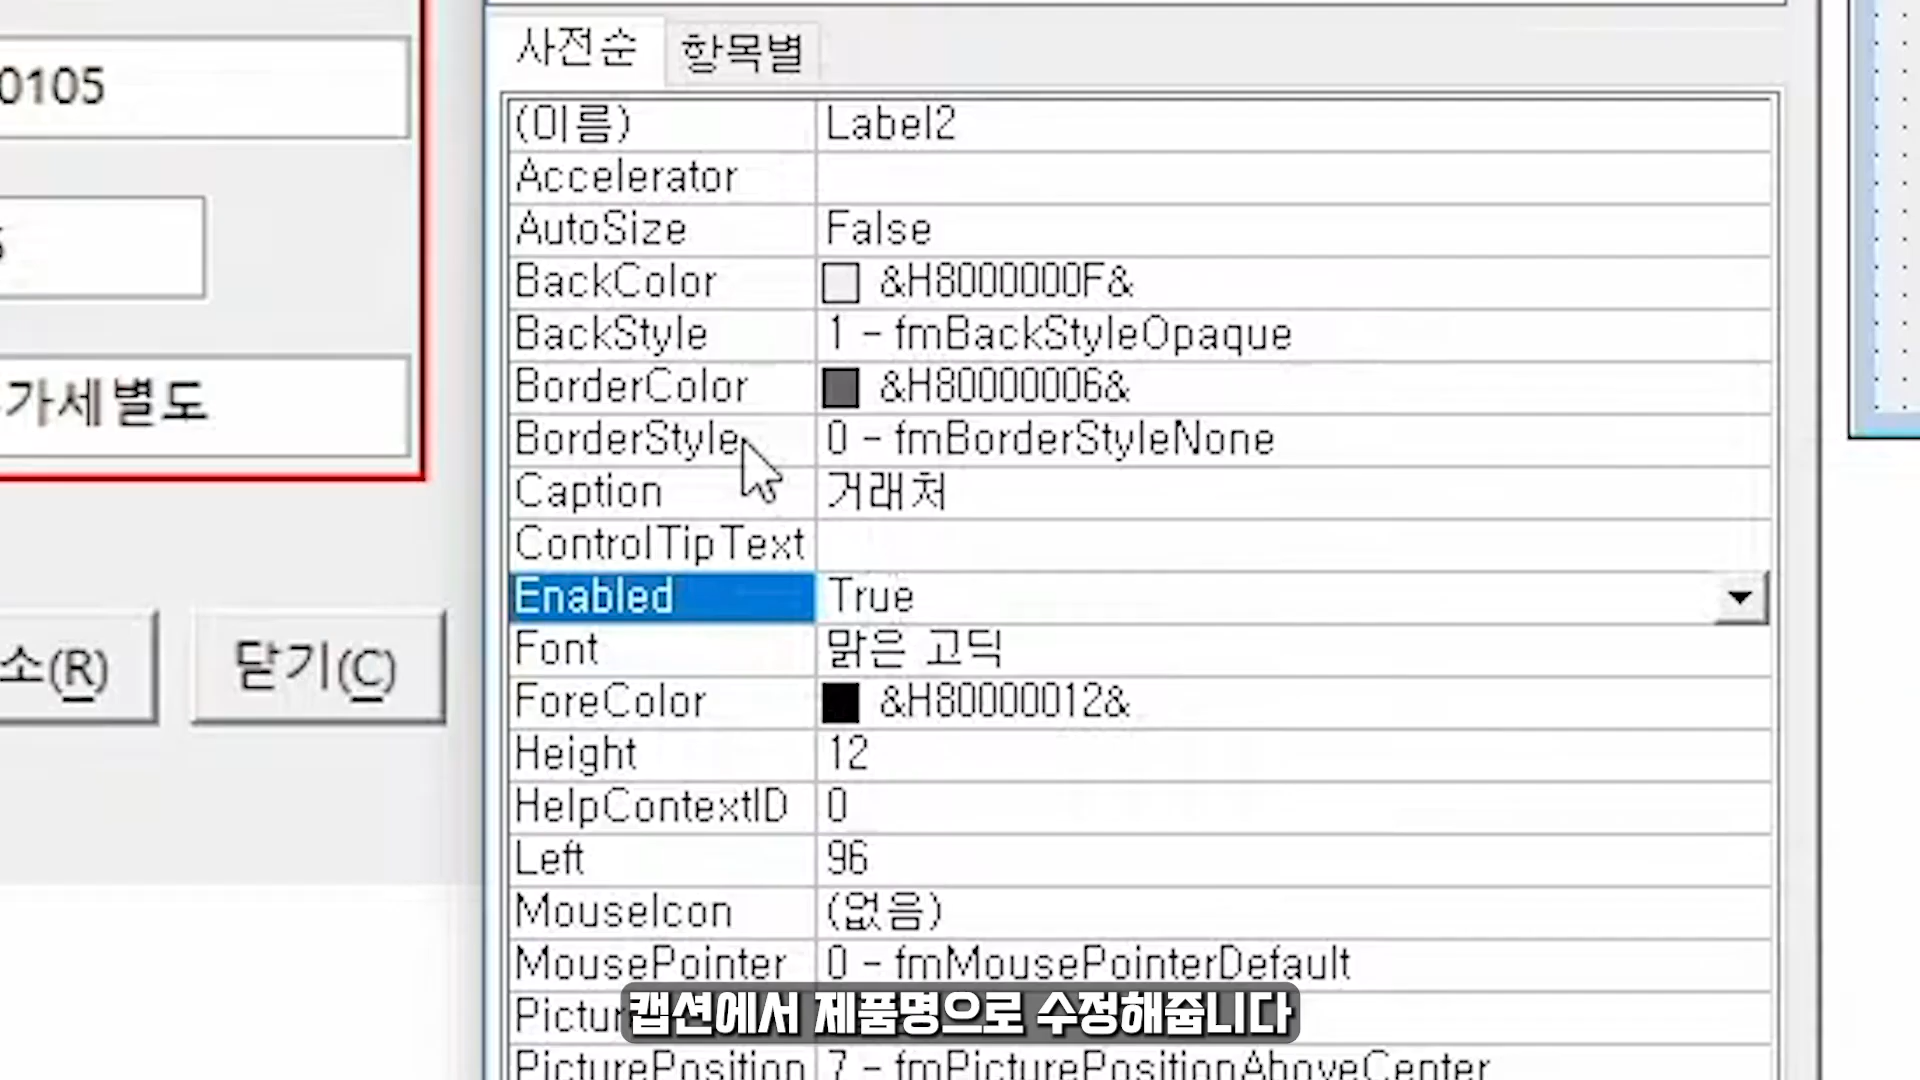 0105
가세별도
소(R)
닫기(C)
사전순 항목별
(이름) Label2
Accelerator
AutoSize False
BackColor &H8000000F&
BackStyle 1 - fmBackStyleOpaque
BorderColor &H80000006&
BorderStyle 0 - fmBorderStyleNone
Caption 거래처
ControlTipText
Enabled True
Font 맑은 고딕
ForeColor &H80000012&
Height 12
HelpContextID 0
Left 96
MouseIcon (없음)
MousePointer 0 - fmMousePointerDefault
Pictur
캡션에서 제품명으로 수정해줍니다
PicturePosition 7 - fmPicturePositionAboveCenter